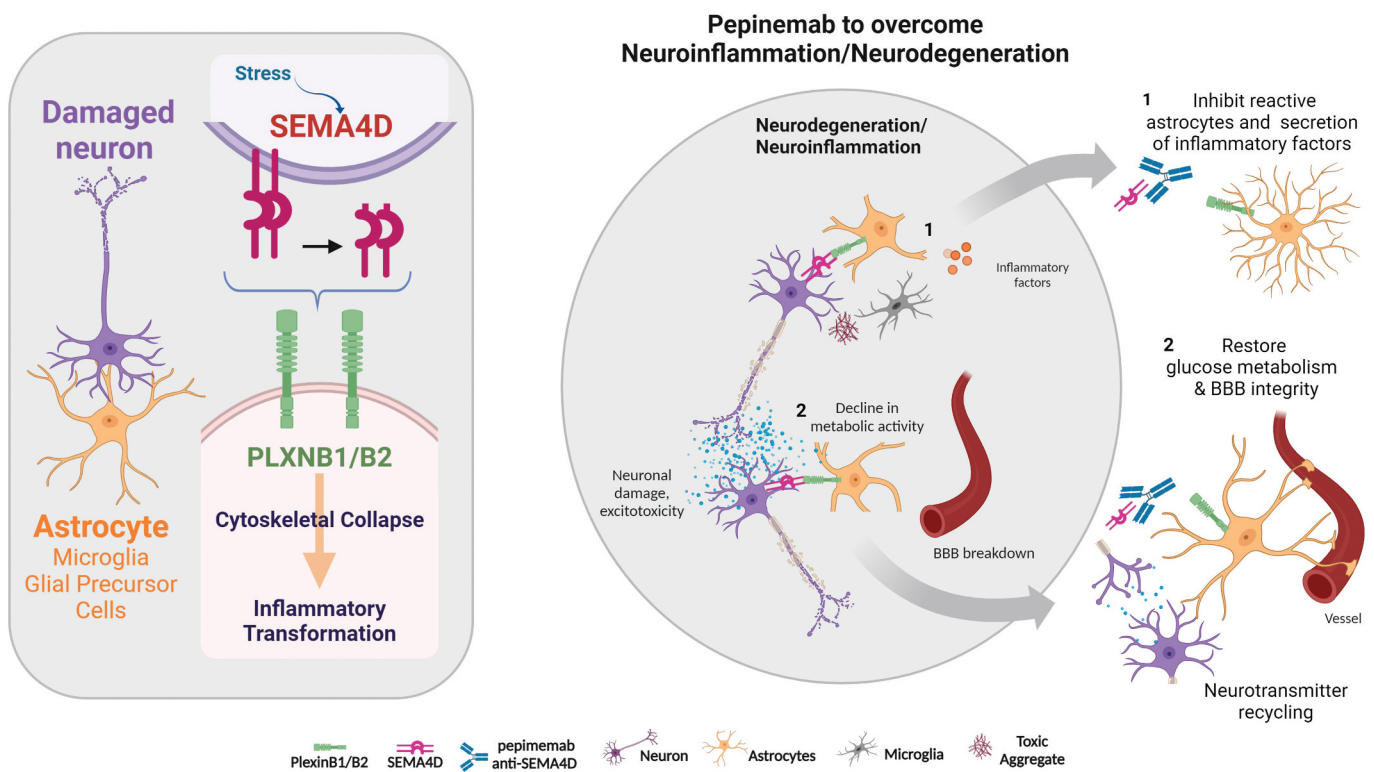 Damaged
neuron
Stress
SEMA4D
PLXNB1/B2
Cytoskeletal Collapse
Inflammatory
Transformation
Astrocyte
Microglia
Glial Precursor
Cells
Pepinemab to overcome
Neuroinflammation/Neurodegeneration
Neurodegeneration/
Neuroinflammation
1
Inflammatory
factors
2
Decline in
metabolic activity
Neuronal
damage,
excitotoxicity
BBB breakdown
1
Inhibit reactive
astrocytes and secretion
of inflammatory factors
2
Restore
glucose metabolism
& BBB integrity
Vessel
Neurotransmitter
recycling
PlexinB1/B2
SEMA4D
pepimemab
anti-SEMA4D
Neuron
Astrocytes
Microglia
Toxic
Aggregate